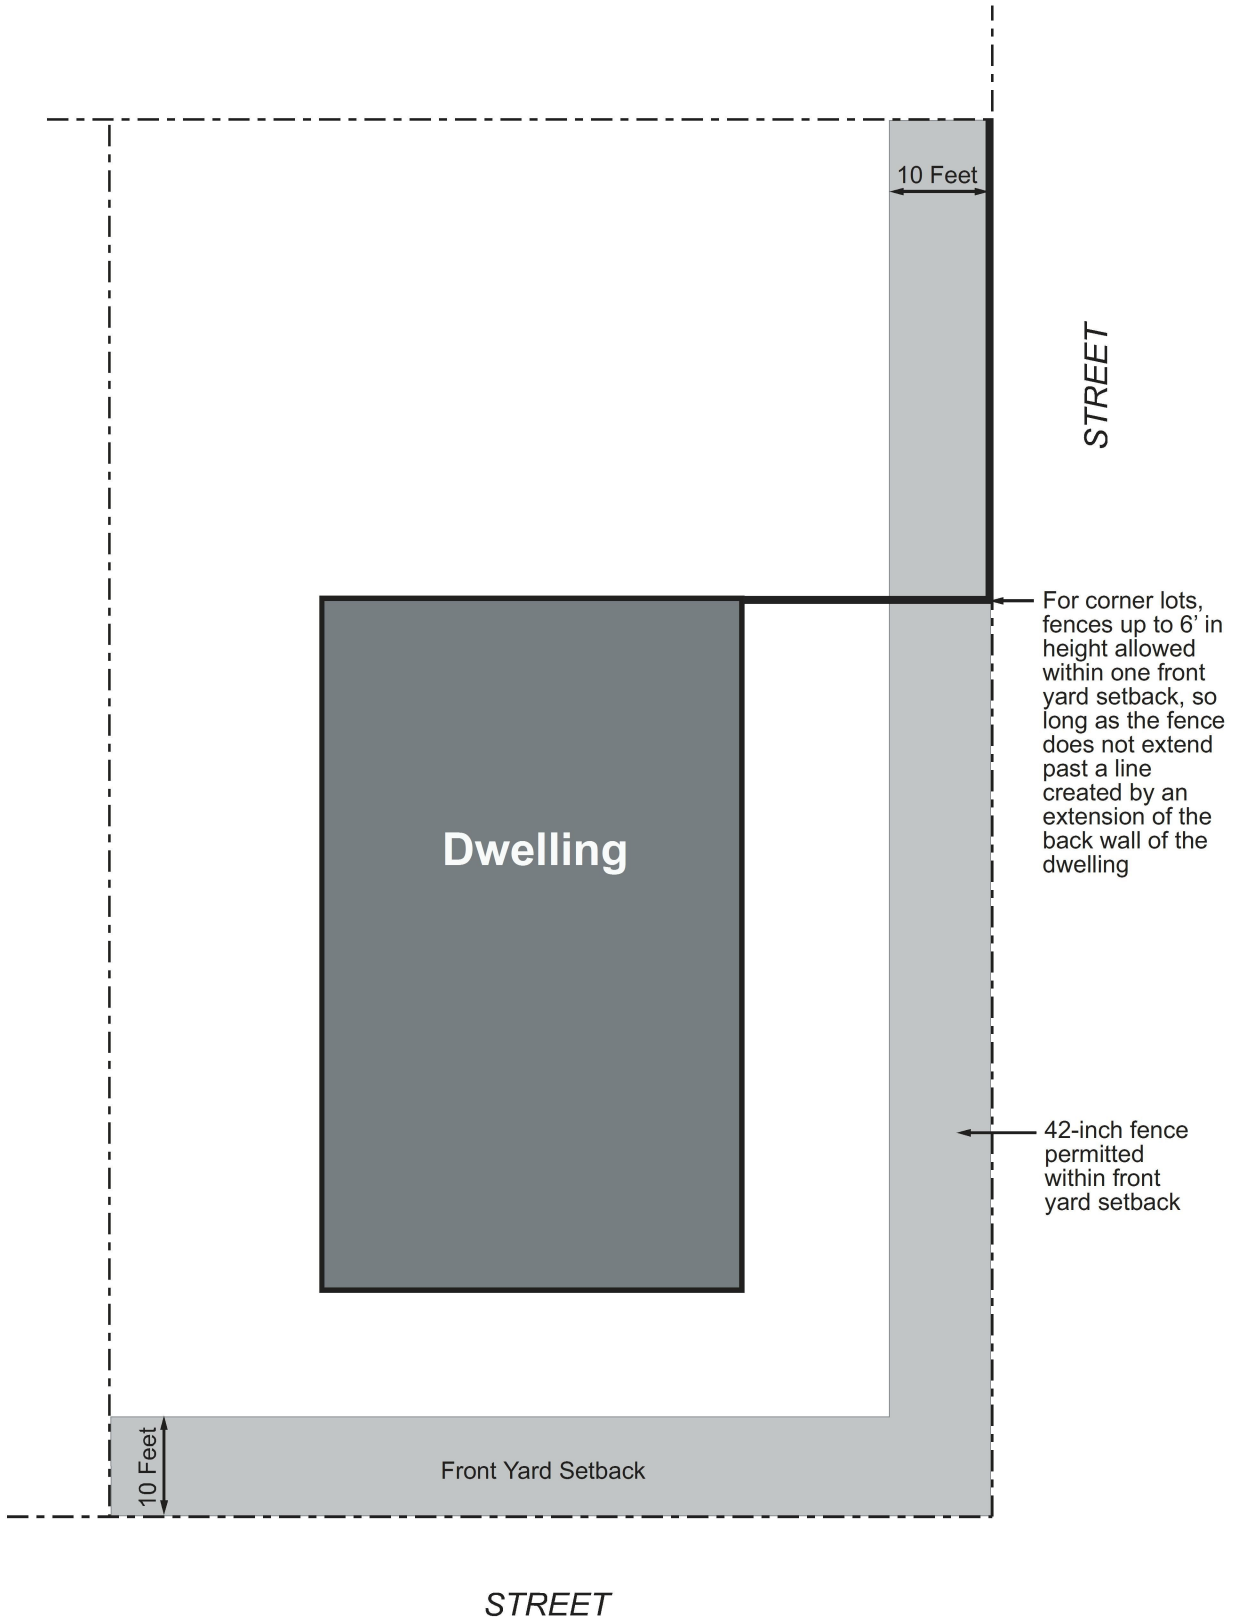 10 Feet
STREET
For corner lots,
fences up to 6’ in
height allowed
within one front
yard setback, so
long as the fence
does not extend
past a line
created by an
extension of the
back wall of the
dwelling
Dwelling
42-inch fence
permitted
within front
yard setback
10 Feet
Front Yard Setback
STREET